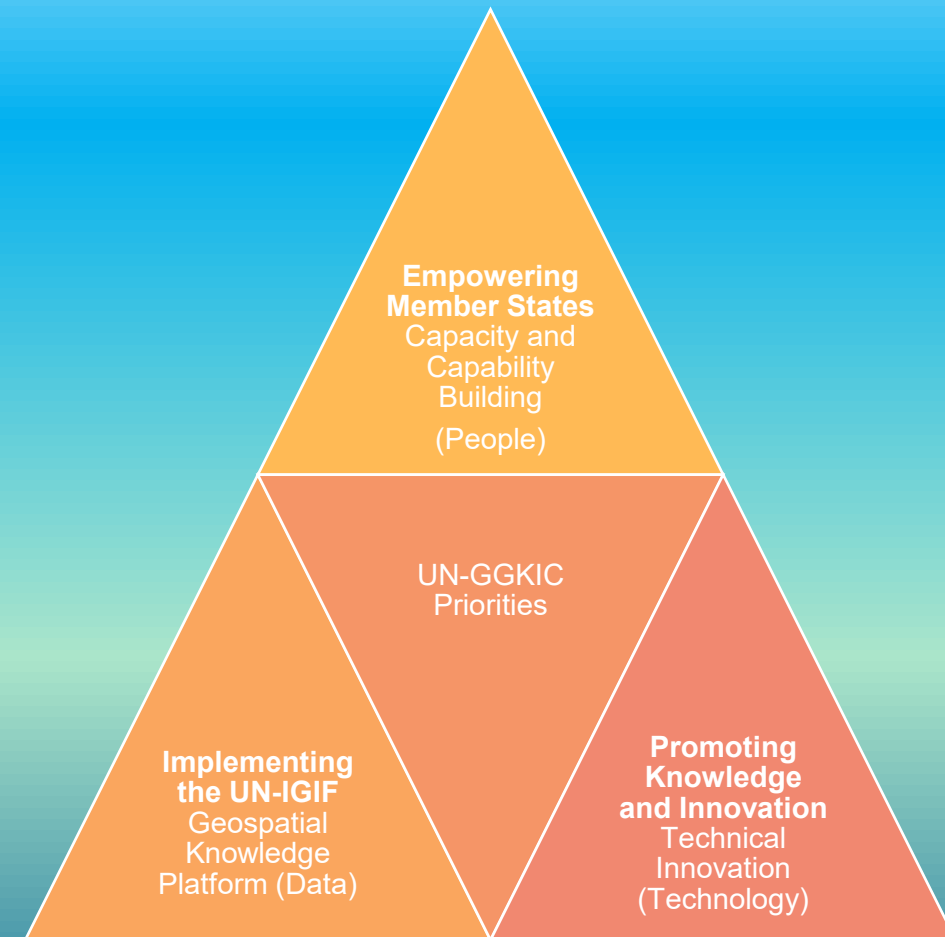 Empowering
Member States
Capacity and
Capability
Building
(People)
UN-GGKIC
Priorities
Implementing
the UN-IGIF
Geospatial
Knowledge
Platform (Data)
Promoting
Knowledge
and Innovation
Technical
Innovation
(Technology)